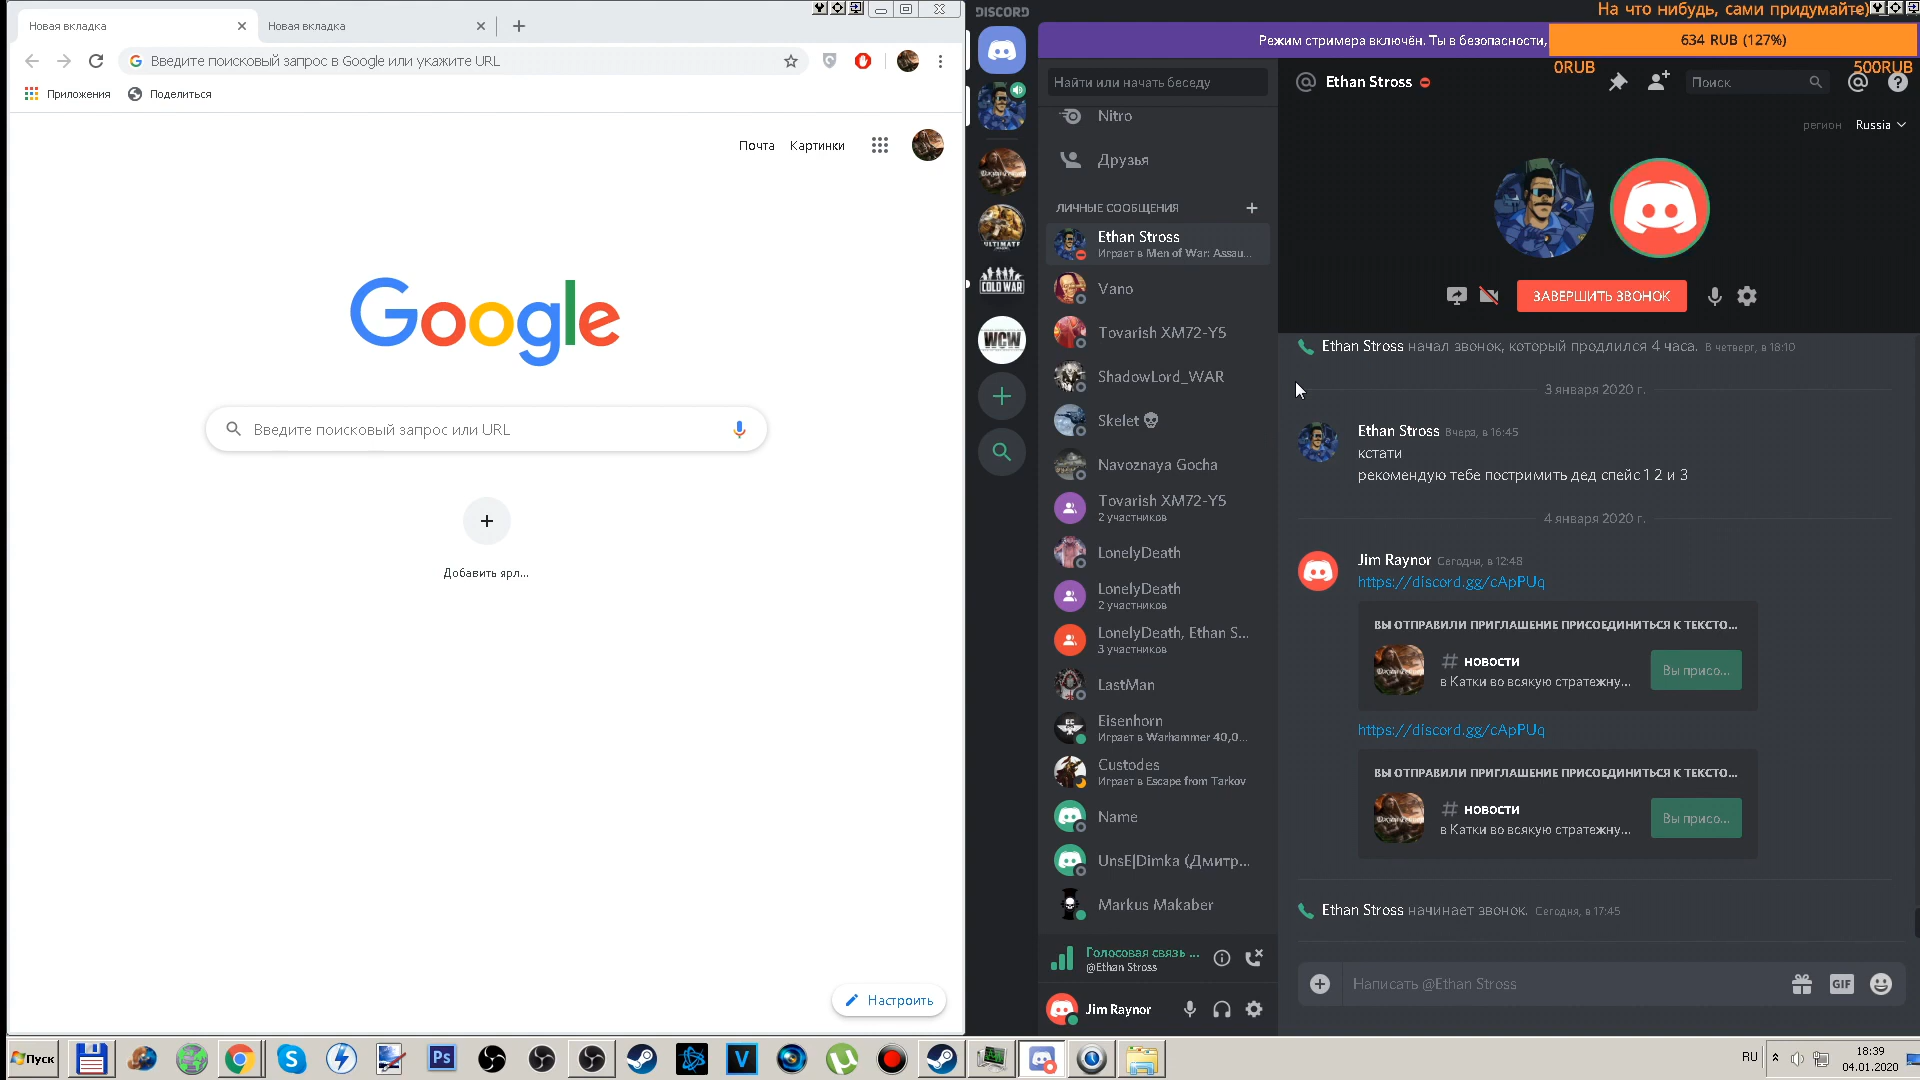 Новая вкладка
Новая вкладка
Введите поисковый запрос в Google или укажите URL
Приложения
Поделиться
Почта
Картинки
Google
Введите поисковый запрос или URL
Добавить ярл...
Настроить
DISCORD
На что нибудь, сами придумайте)
Режим стримера включён. Ты в безопасности,
634 RUB (127%)
0RUB
500RUB
Найти или начать беседу
Ethan Stross
Поиск
регион
Russia
Nitro
Друзья
ЛИЧНЫЕ СООБЩЕНИЯ
Ethan Stross
Играет в Men of War: Assau...
Vano
Tovarish XM72-Y5
ShadowLord_WAR
Skelet
Navoznaya Gocha
Tovarish XM72-Y5
2 участников
LonelyDeath
LonelyDeath
2 участников
LonelyDeath, Ethan S...
3 участников
LastMan
Eisenhorn
Играет в Warhammer 40,0...
Custodes
Играет в Escape from Tarkov
Name
UnsE|Dimka (Дмитр...
Markus Makaber
Голосовая связь ...
@Ethan Stross
Jim Raynor
ULTIMATE
COLD WAR
WCW
ЗАВЕРШИТЬ ЗВОНОК
Ethan Stross начал звонок, который продлился 4 часа. В четверг, в 18:10
3 января 2020 г.
Ethan Stross Вчера, в 16:45
кстати
рекомендую тебе постримить дед спейс 1 2 и 3
4 января 2020 г.
Jim Raynor Сегодня, в 12:48
https://discord.gg/cApPUq
ВЫ ОТПРАВИЛИ ПРИГЛАШЕНИЕ ПРИСОЕДИНИТЬСЯ К ТЕКСТО...
# новости
в Катки во всякую стратежну...
Вы присо...
https://discord.gg/cApPUq
ВЫ ОТПРАВИЛИ ПРИГЛАШЕНИЕ ПРИСОЕДИНИТЬСЯ К ТЕКСТО...
# новости
в Катки во всякую стратежну...
Вы присо...
Ethan Stross начинает звонок. Сегодня, в 17:45
Написать @Ethan Stross
GIF
Пуск
Ps
RU
18:39
04.01.2020